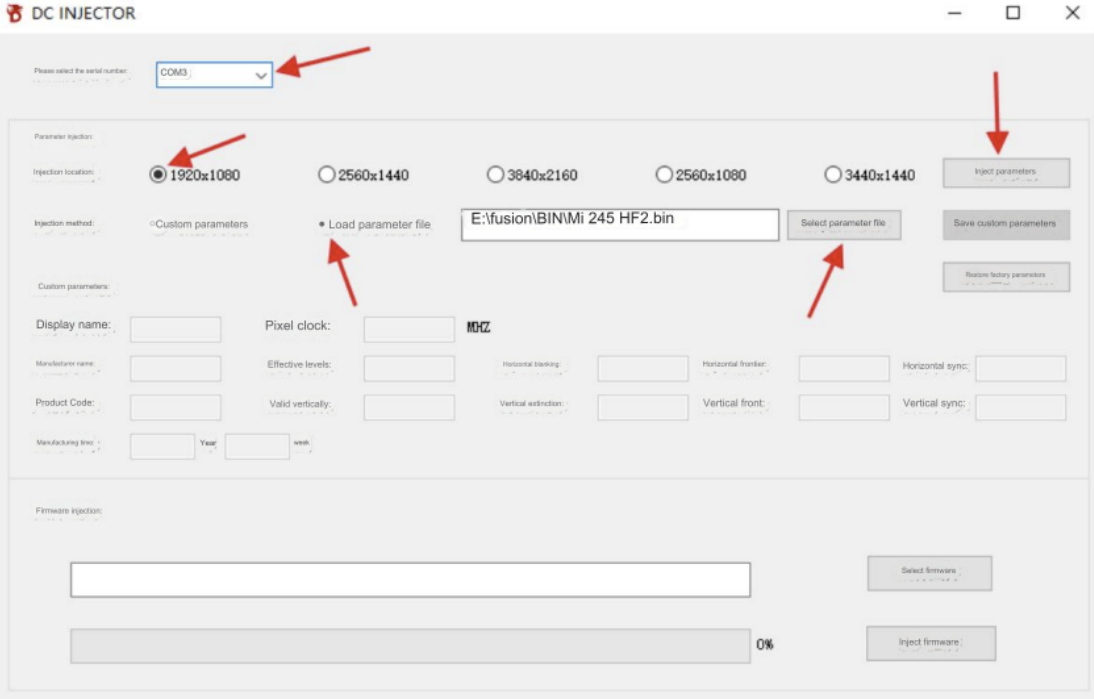 DC INJECTOR
Please select the serial number:
COM3
Parameter injection:
Injection location:
1920x1080
2560x1440
3840x2160
2560x1080
3440x1440
Inject parameters
Injection method:
Custom parameters
Load parameter file
E:\fusion\BIN\Mi 245 HF2.bin
Select parameter file
Save custom parameters
Restore factory parameters
Custom parameters:
Display name:
Pixel clock:
MHZ
Manufacturer name:
Effective levels:
Horizontal blanking:
Horizontal frontier:
Horizontal sync:
Product Code:
Valid vertically:
Vertical extinction:
Vertical front:
Vertical sync:
Manufacturing time:
Year
week
Firmware injection:
Select firmware
0%
Inject firmware